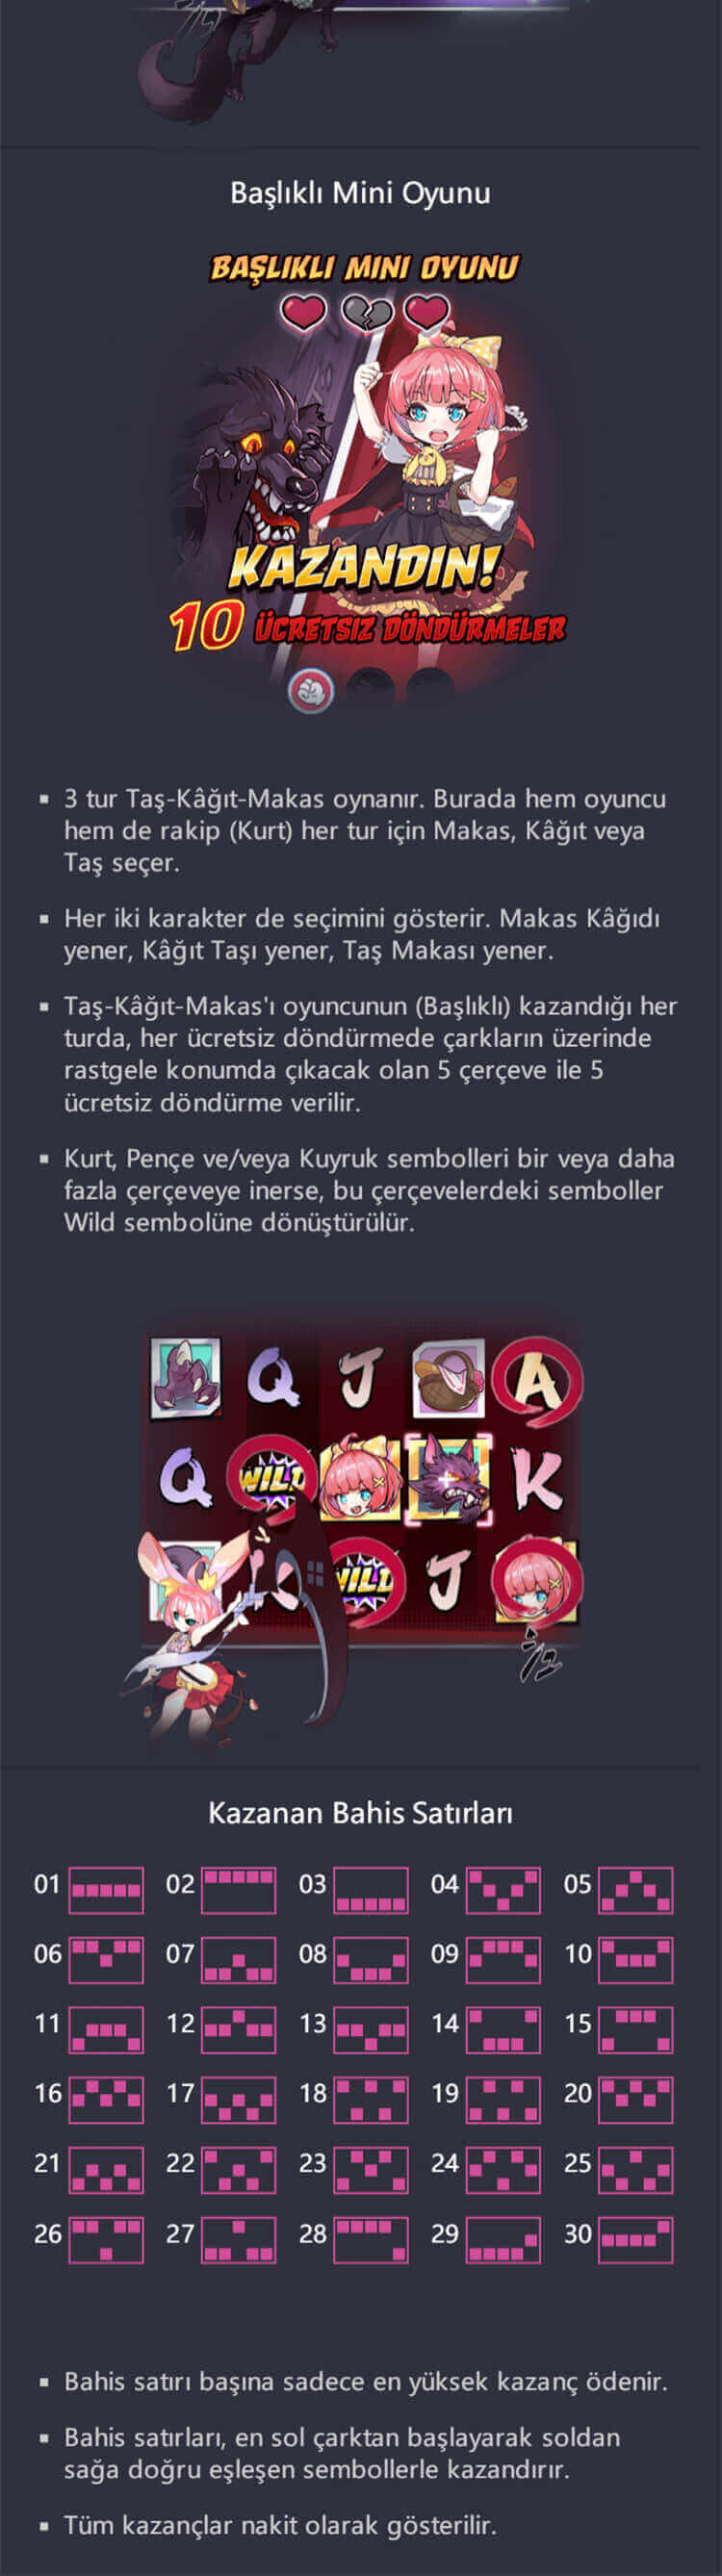 Başlıklı Mini Oyunu
BAŞLIKLI MINI OYUNU
KAZANDIN!
10 ÜCRETSIZ DÖNDÜRMELER
▪ 3 tur Taş-Kâğıt-Makas oynanır. Burada hem oyuncu
hem de rakip (Kurt) her tur için Makas, Kâğıt veya
Taş seçer.
▪ Her iki karakter de seçimini gösterir. Makas Kâğıdı
yener, Kâğıt Taşı yener, Taş Makası yener.
▪ Taş-Kâğıt-Makas'ı oyuncunun (Başlıklı) kazandığı her
turda, her ücretsiz döndürmede çarkların üzerinde
rastgele konumda çıkacak olan 5 çerçeve ile 5
ücretsiz döndürme verilir.
▪ Kurt, Pençe ve/veya Kuyruk sembolleri bir veya daha
fazla çerçeveye inerse, bu çerçevelerdeki semboller
Wild sembolüne dönüştürülür.
Q J A
Q WILD K
K WILD J
Kazanan Bahis Satırları
01 02 03 04 05
06 07 08 09 10
11 12 13 14 15
16 17 18 19 20
21 22 23 24 25
26 27 28 29 30
▪ Bahis satırı başına sadece en yüksek kazanç ödenir.
▪ Bahis satırları, en sol çarktan başlayarak soldan
sağa doğru eşleşen sembollerle kazandırır.
▪ Tüm kazançlar nakit olarak gösterilir.